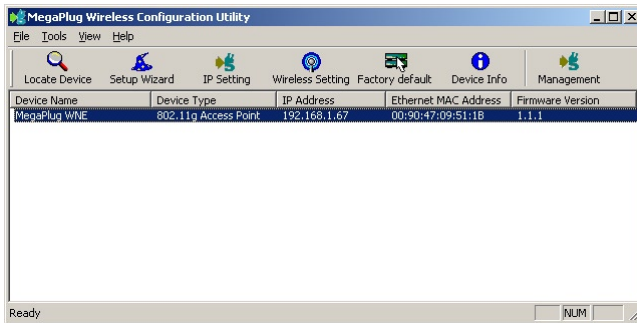 MegaPlug Wireless Configuration Utility
File Tools View Help
Locate Device Setup Wizard IP Setting Wireless Setting Factory default Device Info Management
Device Name Device Type IP Address Ethernet MAC Address Firmware Version
MegaPlug WNE 802.11g Access Point 192.168.1.67 00:90:47:09:51:1B 1.1.1
Ready NUM